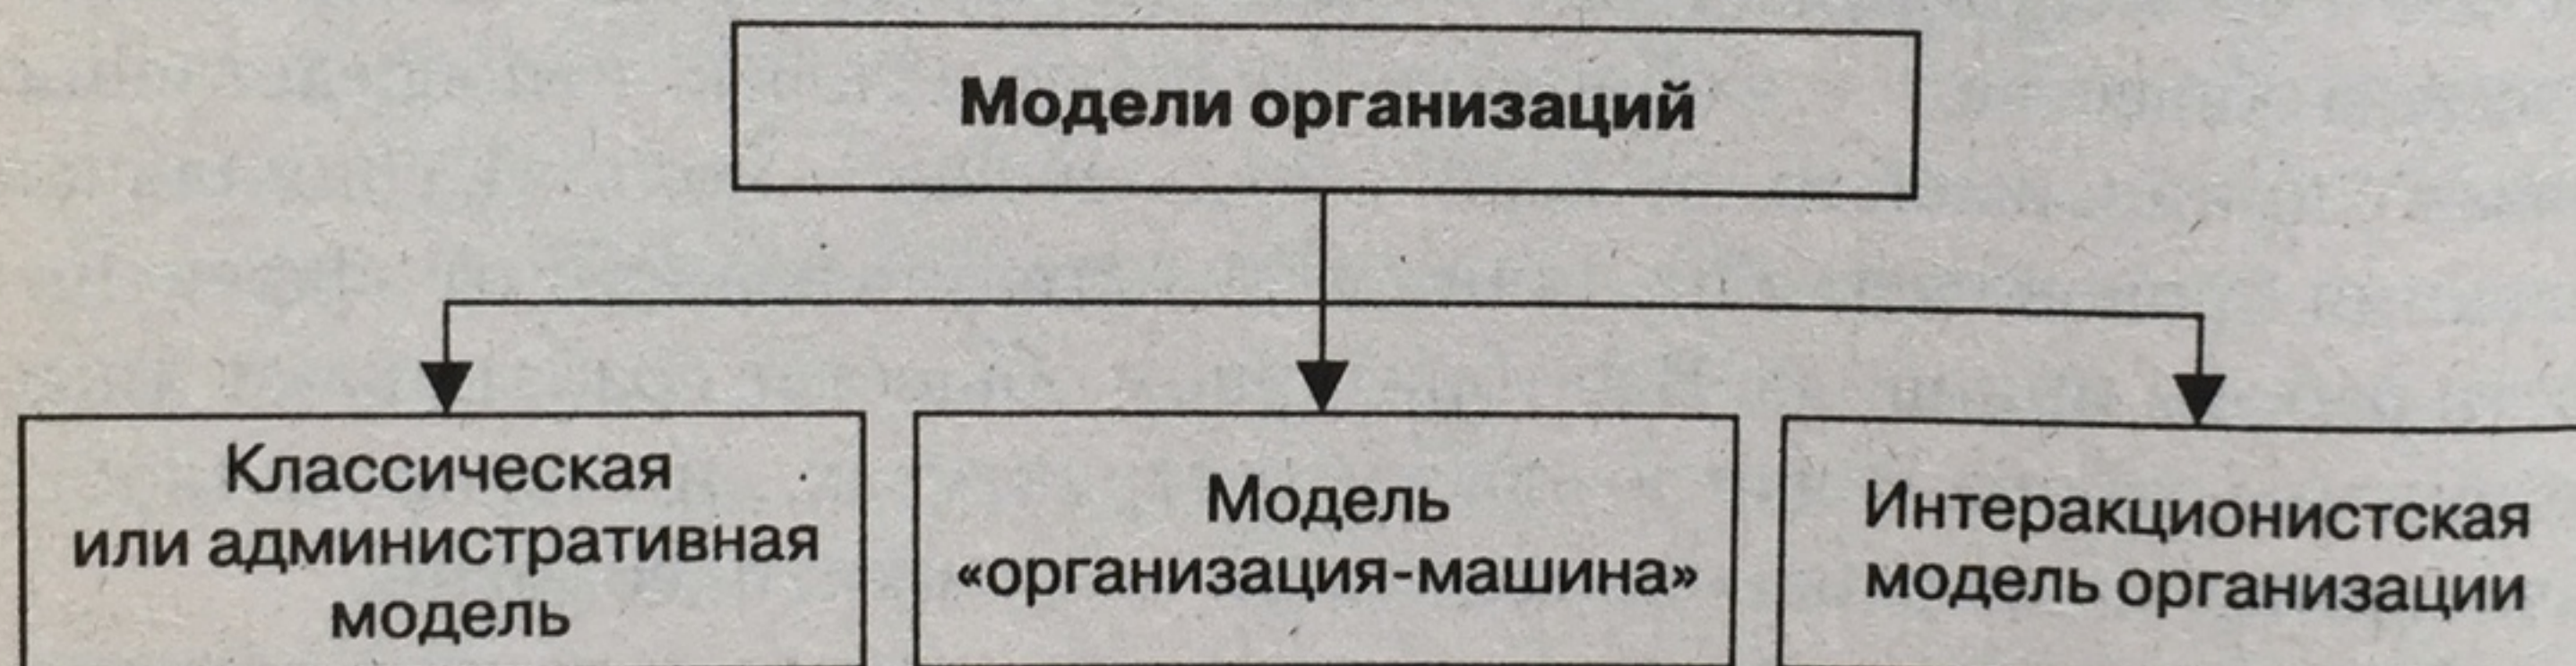 Модели организаций
Классическая
или административная
модель
Модель
«организация-машина»
Интеракционистская
модель организации